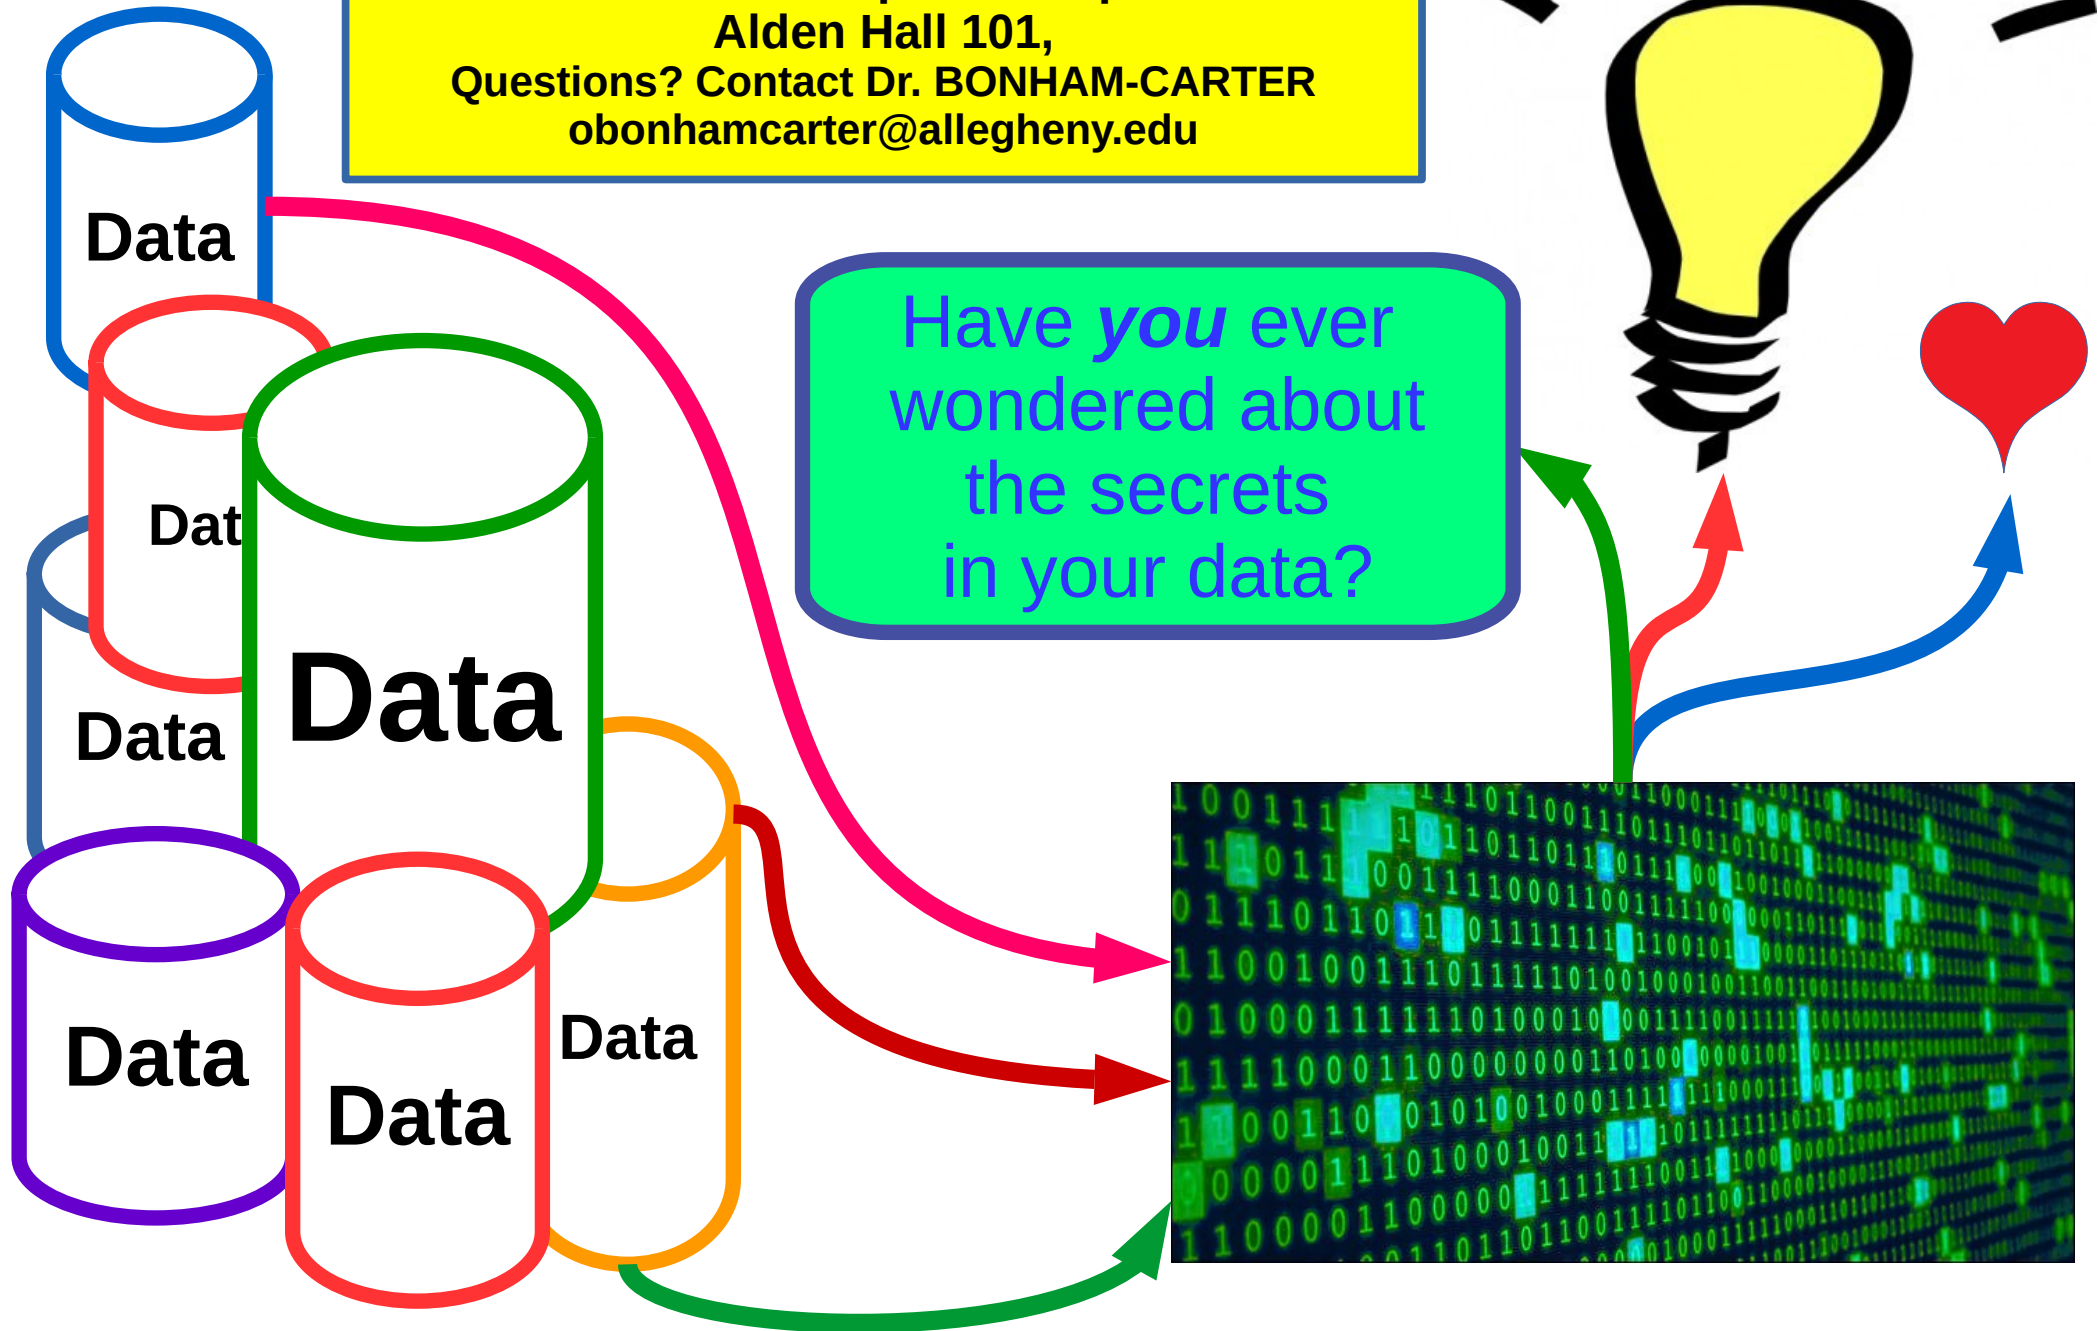 Alden Hall 101,
Questions? Contact Dr. BONHAM-CARTER
obonhamcarter@allegheny.edu
Data
Have you ever
wondered about
the secrets
in your data?
Dat
Data
Data
Data
Data
Data